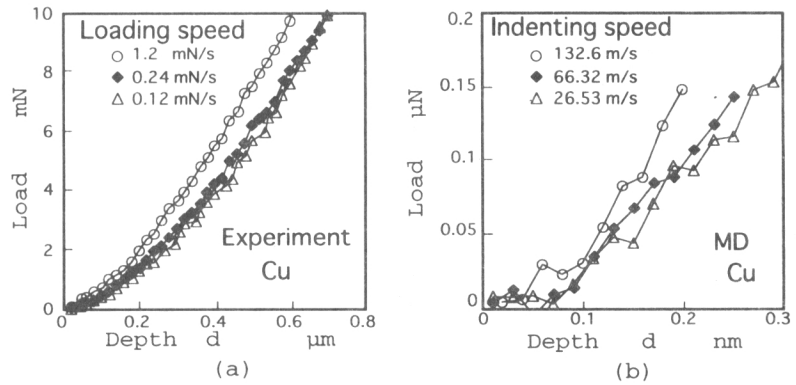 10
8
6
4
2
0
Load mN
Loading speed
1.2 mN/s
0.24 mN/s
0.12 mN/s
Experiment
Cu
0 0.2 0.4 0.6 0.8
Depth d µm
(a)
0.2
0.15
0.1
0.05
0
Load µN
Indenting speed
132.6 m/s
66.32 m/s
26.53 m/s
MD
Cu
0 0.1 0.2 0.3
Depth d nm
(b)